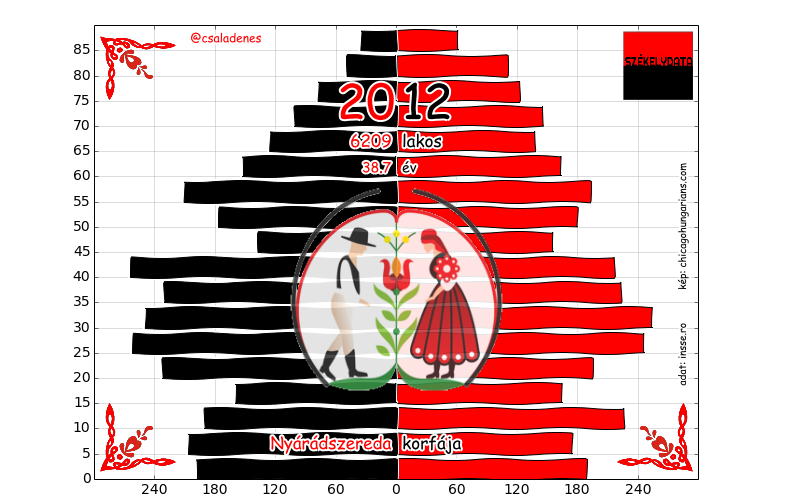 @csaladenes
SZÉKELYDATA
2012
6209 lakos
38.7 év
kép: chicagohungarians.com
adat: insse.ro
Nyárádszereda korfája
85
80
75
70
65
60
55
50
45
40
35
30
25
20
15
10
5
0
240 180 120 60 0 60 120 180 240